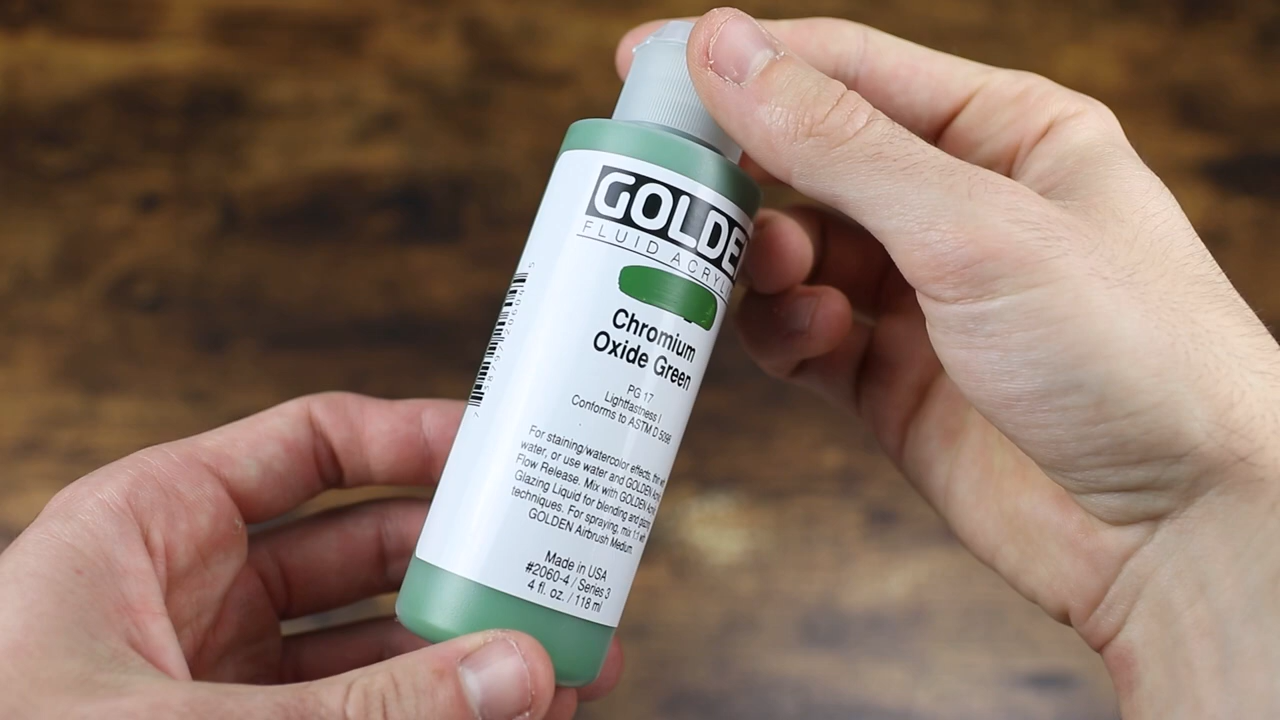 GOLDEN
FLUID ACRYLI
Chromium
Oxide Green
PG 17
Lightfastness I
Conforms to ASTM D 5098
For staining/watercolor effects, thin
water, or use water and GOLDEN
Flow Release. Mix with GOLDEN
Glazing Liquid for blending and
techniques. For spraying, mix 1:1
GOLDEN Airbrush Medium.
Made in USA
#2060-4 / Series 3
4 fl. oz. / 118 ml